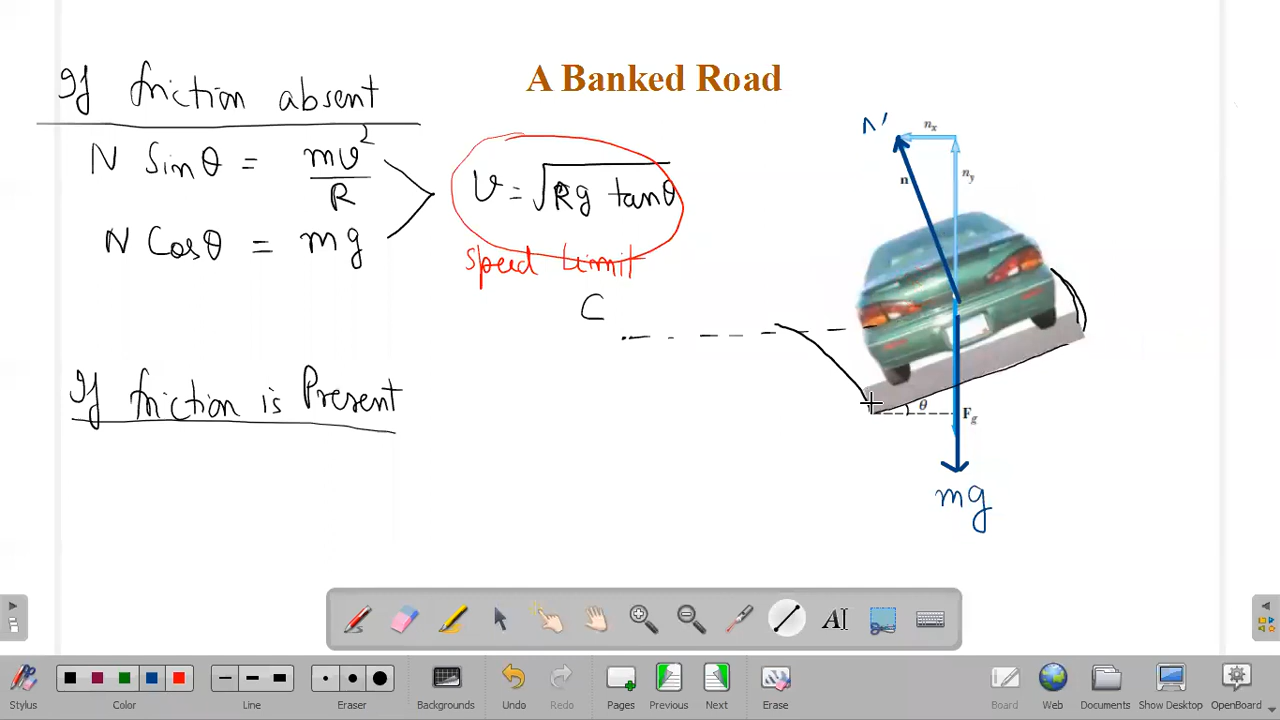 A Banked Road
If friction absent
N Sinθ = mv²/R
N Cosθ = mg
v = √Rg tanθ
Speed Limit
C
If friction is Present
N'
nx
n
ny
θ
Fg
mg
Stylus
Color
Line
Eraser
Backgrounds
Undo
Redo
Pages
Previous
Next
Erase
Board
Web
Documents
Show Desktop
OpenBoard